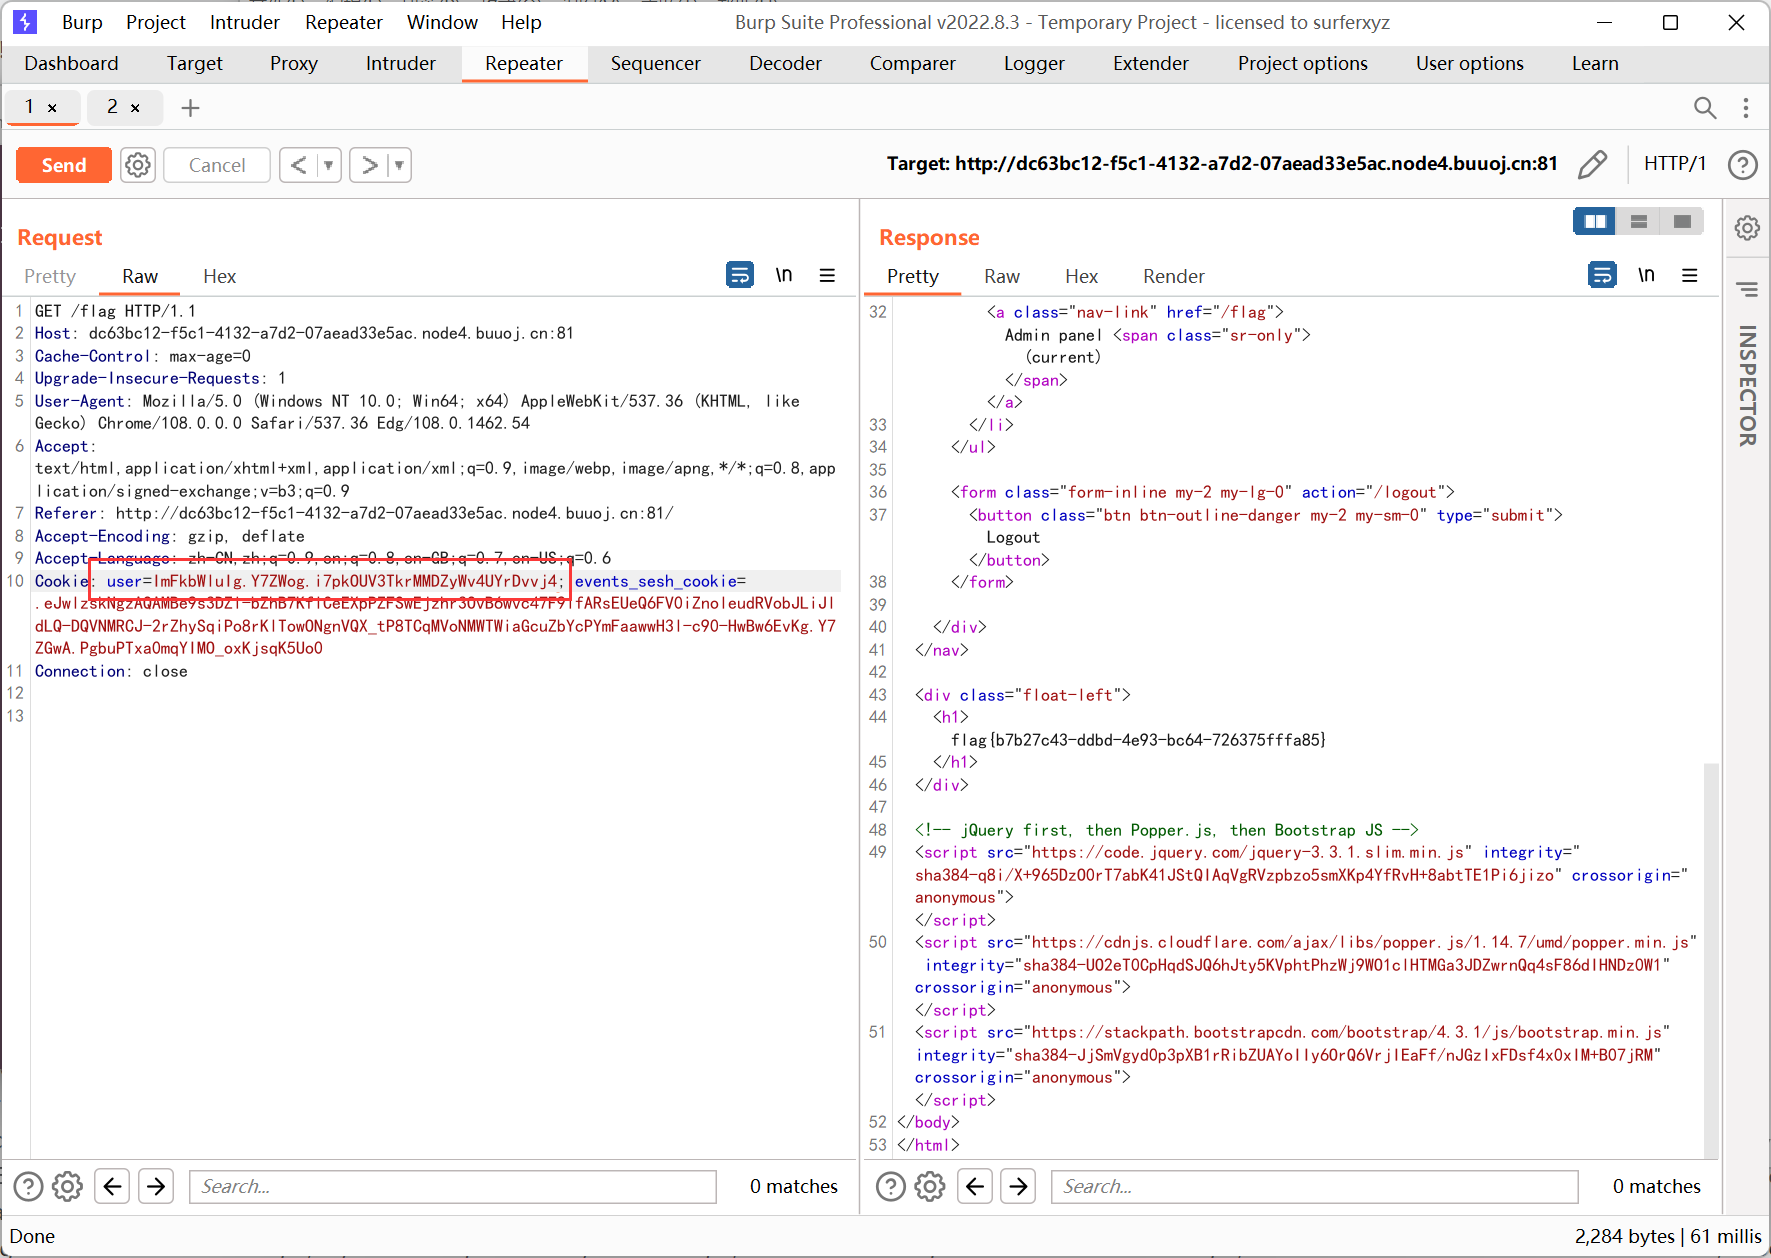 Burp Project Intruder Repeater Window Help Burp Suite Professional v2022.8.3 - Temporary Project - licensed to surferxyz
Dashboard Target Proxy Intruder Repeater Sequencer Decoder Comparer Logger Extender Project options User options Learn
1 × 2 × +
Send Cancel < > Target: http://dc63bc12-f5c1-4132-a7d2-07aead33e5ac.node4.buuoj.cn:81 HTTP/1 ?
Request
Pretty Raw Hex \n
1 GET /flag HTTP/1.1
2 Host: dc63bc12-f5c1-4132-a7d2-07aead33e5ac.node4.buuoj.cn:81
3 Cache-Control: max-age=0
4 Upgrade-Insecure-Requests: 1
5 User-Agent: Mozilla/5.0 (Windows NT 10.0; Win64; x64) AppleWebKit/537.36 (KHTML, like
Gecko) Chrome/108.0.0.0 Safari/537.36 Edg/108.0.1462.54
6 Accept:
text/html,application/xhtml+xml,application/xml;q=0.9,image/webp,image/apng,*/*;q=0.8,app
lication/signed-exchange;v=b3;q=0.9
7 Referer: http://dc63bc12-f5c1-4132-a7d2-07aead33e5ac.node4.buuoj.cn:81/
8 Accept-Encoding: gzip, deflate
9 Accept-Language: zh-CN,zh;q=0.9,en;q=0.8,en-GB;q=0.7,en-US;q=0.6
10 Cookie: user=ImFkbWluIg.Y7ZWog.i7pkOUV3TkrMMDZyWv4UYrDvvj4; events_sesh_cookie=
dLQ-DQVNMRCJ-2rZhySqiPo8rKlTowONgnVQX_tP8TCqMVoNMWTWiaGcuZbYcPYmFaawwH3l-c90-HwBw6EvKg.Y7
ZGwA.PgbuPTxa0mqYIMO_oxKjsqK5Uo0
11 Connection: close
12
13
0 matches
Search...
Response
Pretty Raw Hex Render \n
32 <a class="nav-link" href="/flag">
Admin panel <span class="sr-only">
(current)
</span>
</a>
33 </li>
34 </ul>
35
36 <form class="form-inline my-2 my-lg-0" action="/logout">
37 <button class="btn btn-outline-danger my-2 my-sm-0" type="submit">
Logout
</button>
38 </form>
39
40 </div>
41 </nav>
42
43 <div class="float-left">
44 <h1>
flag{b7b27c43-ddbd-4e93-bc64-726375fffa85}
45 </h1>
46 </div>
47
48 <!-- jQuery first, then Popper.js, then Bootstrap JS -->
49 <script src="https://code.jquery.com/jquery-3.3.1.slim.min.js" integrity="
sha384-q8i/X+965DzO0rT7abK41JStQIAqVgRVzpbzo5smXKp4YfRvH+8abtTE1Pi6jizo" crossorigin="
anonymous">
</script>
50 <script src="https://cdnjs.cloudflare.com/ajax/libs/popper.js/1.14.7/umd/popper.min.js"
integrity="sha384-UO2eT0CpHqdSJQ6hJty5KVphtPhzWj9WO1clHTMGa3JDZwrnQq4sF86dIHNDz0W1"
crossorigin="anonymous">
</script>
51 <script src="https://stackpath.bootstrapcdn.com/bootstrap/4.3.1/js/bootstrap.min.js"
integrity="sha384-JjSmVgyd0p3pXB1rRibZUAYoIIy6OrQ6VrjIEaFf/nJGzIxFDsf4x0xIM+B07jRM"
crossorigin="anonymous">
</script>
52 </body>
53 </html>
Search... 0 matches
INSPECTOR
Done 2,284 bytes | 61 millis